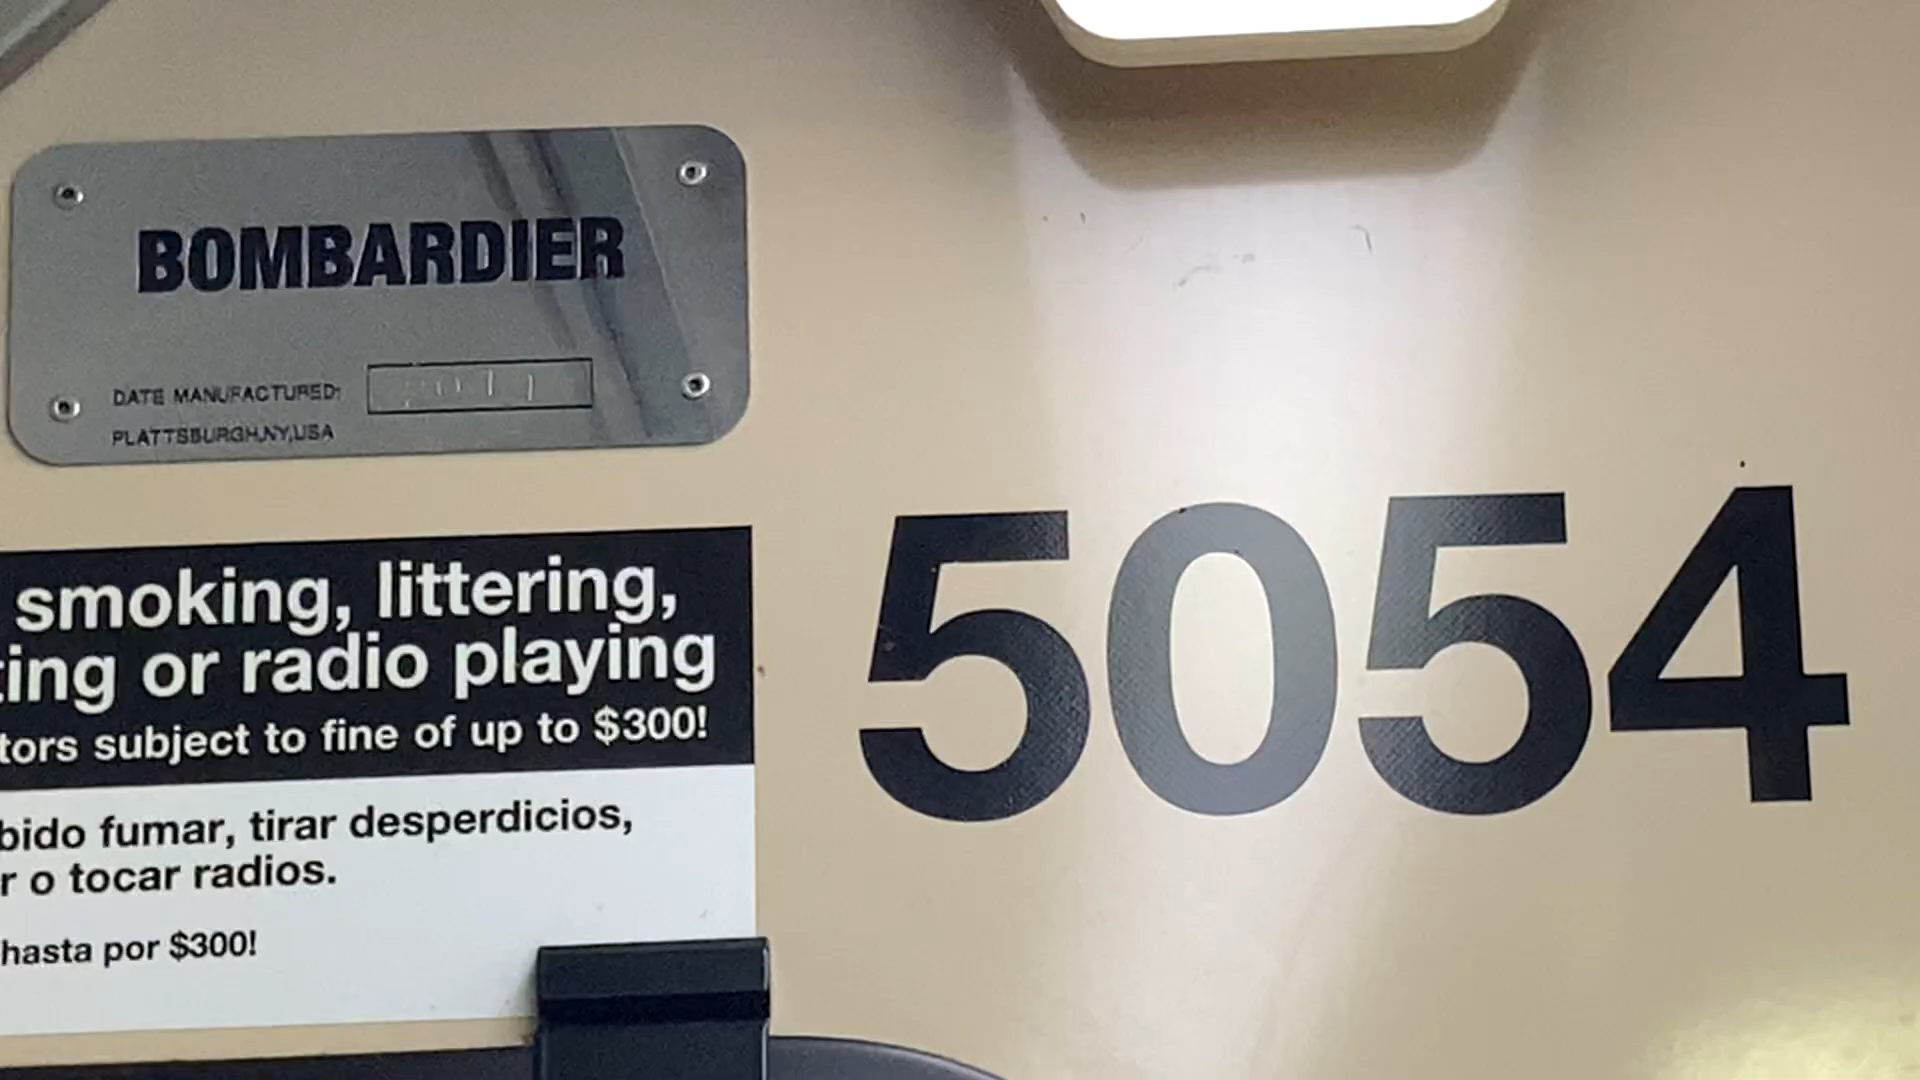 BOMBARDIER
DATE MANUFACTURED: 2011
PLATTSBURGH,NY,USA
smoking, littering,
ting or radio playing
tors subject to fine of up to $300!
bido fumar, tirar desperdicios,
r o tocar radios.
hasta por $300!
5054